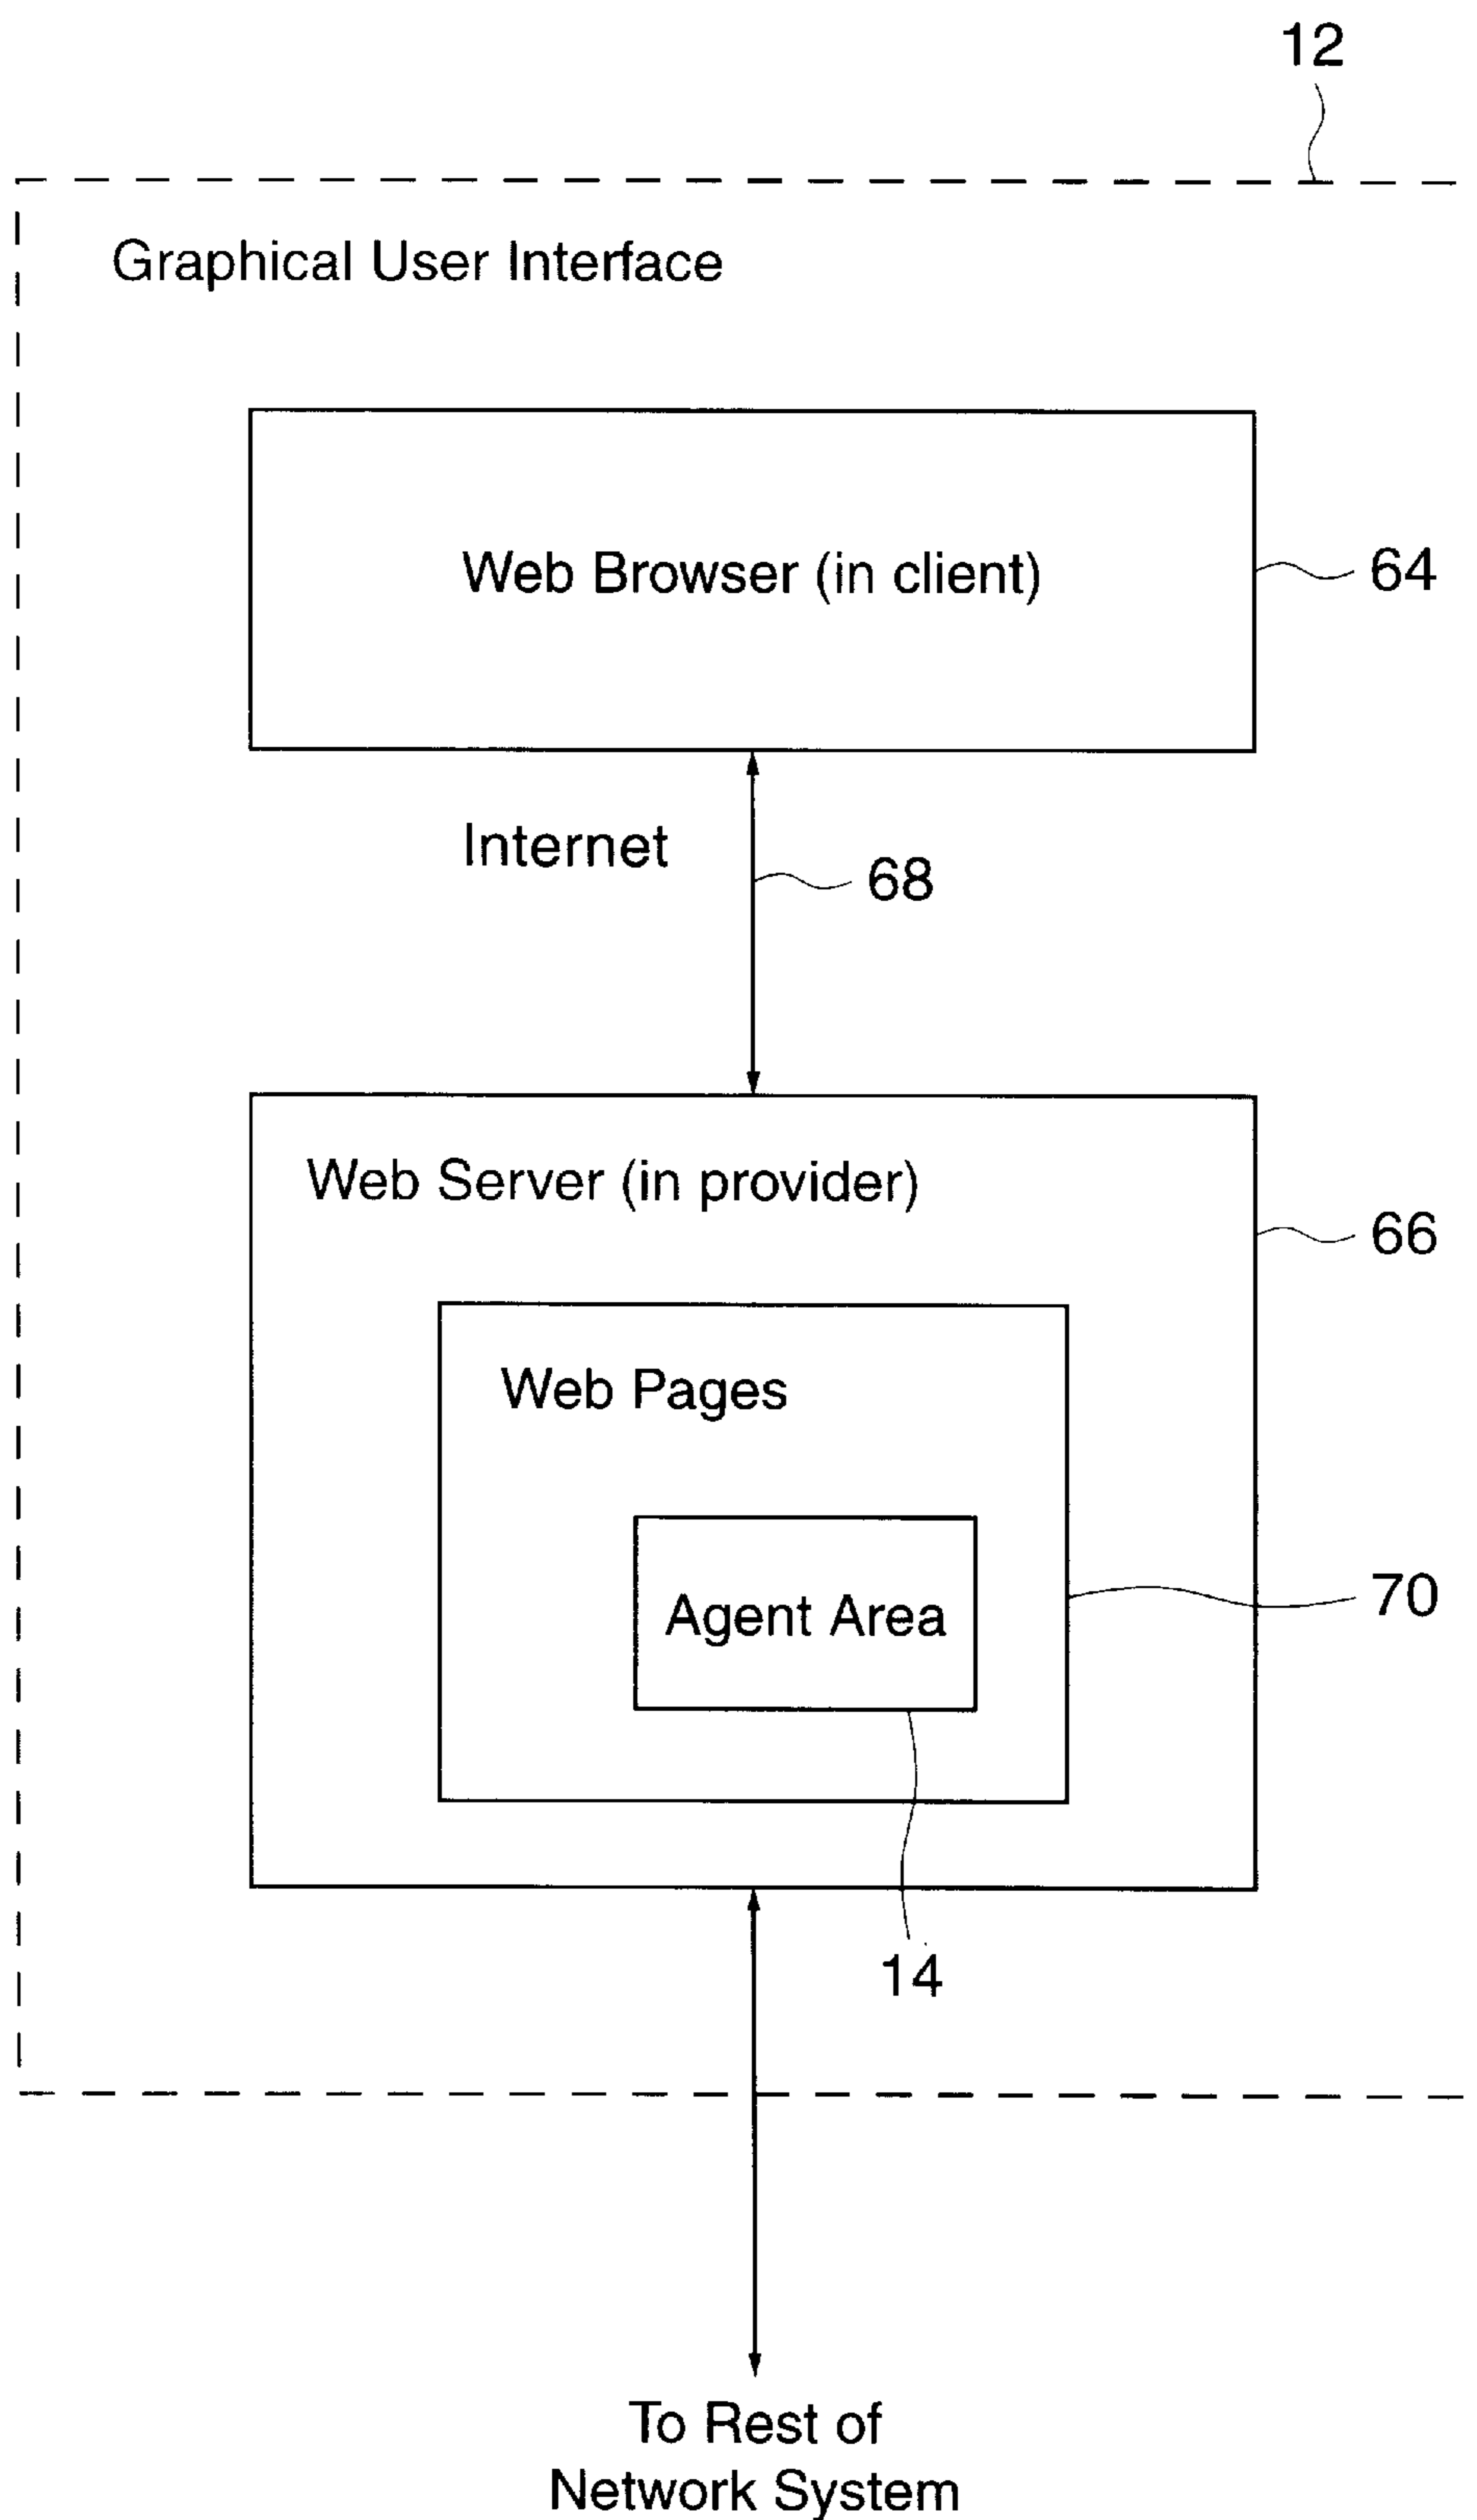 12
Graphical User Interface
Web Browser (in client)
64
Internet
68
Web Server (in provider)
66
Web Pages
Agent Area
70
14
To Rest of
Network System